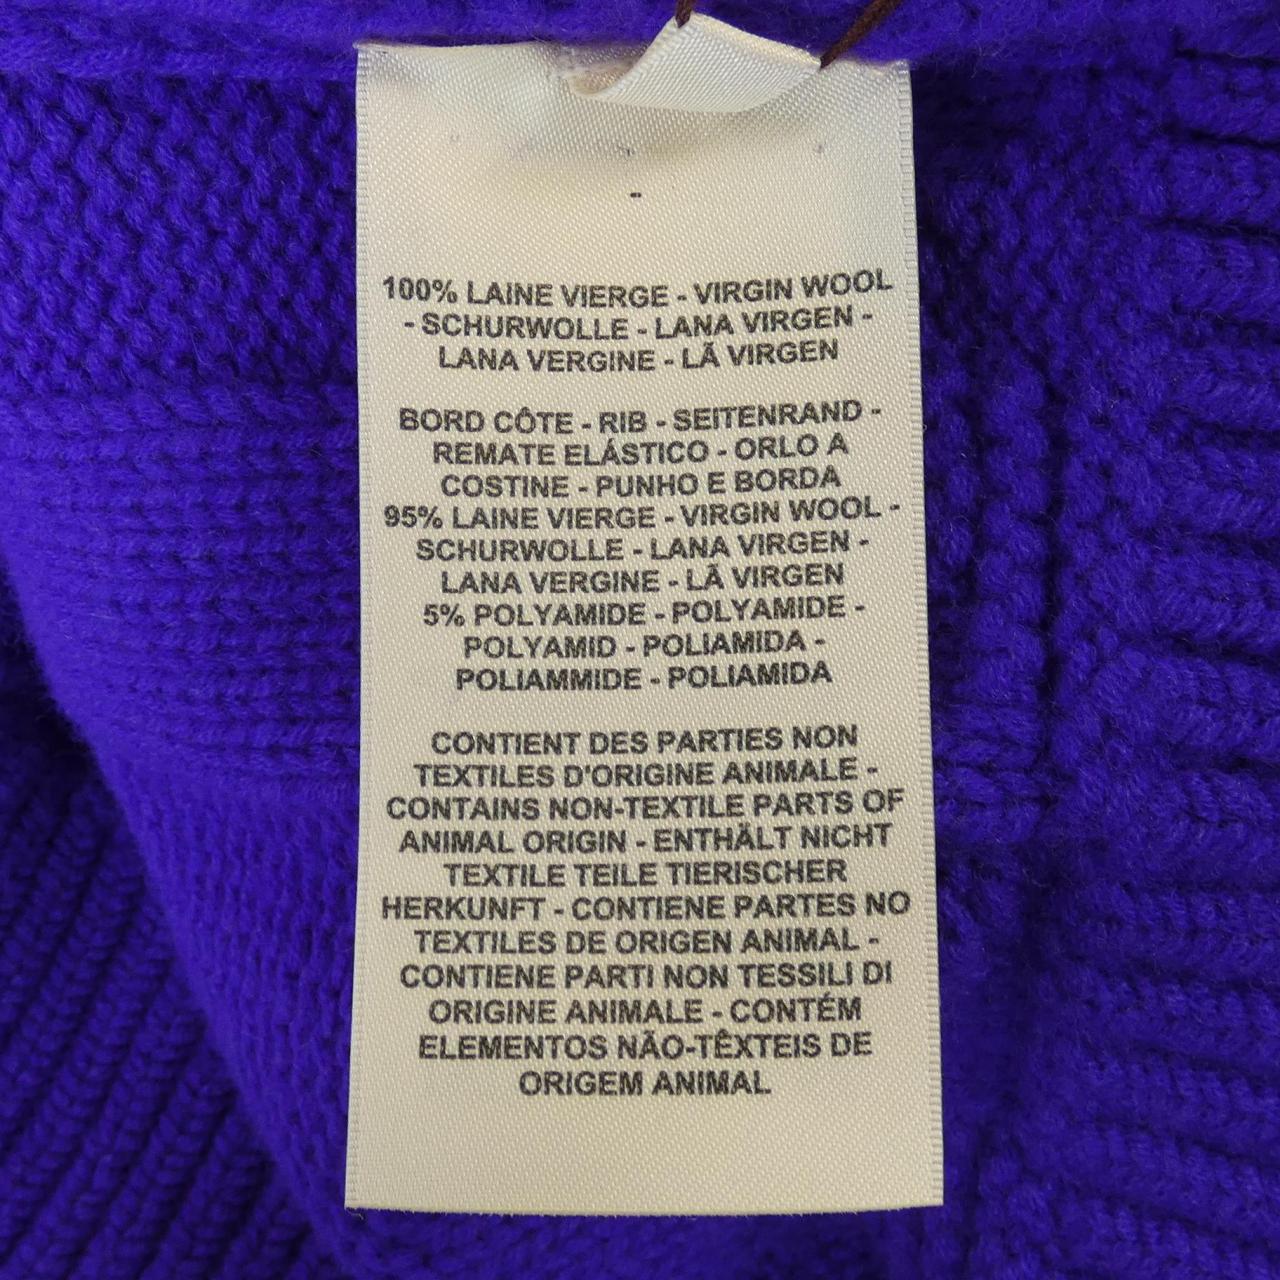 100% LAINE VIERGE - VIRGIN WOOL
- SCHURWOLLE - LANA VIRGEN -
LANA VERGINE - LÃ VIRGEN
BORD CÔTE - RIB - SEITENRAND -
REMATE ELÁSTICO - ORLO A
COSTINE - PUNHO E BORDA
95% LAINE VIERGE - VIRGIN WOOL -
SCHURWOLLE - LANA VIRGEN -
LANA VERGINE - LÃ VIRGEN
5% POLYAMIDE - POLYAMIDE -
POLYAMID - POLIAMIDA -
POLIAMMIDE - POLIAMIDA
CONTIENT DES PARTIES NON
TEXTILES D'ORIGINE ANIMALE -
CONTAINS NON-TEXTILE PARTS OF
ANIMAL ORIGIN - ENTHÄLT NICHT
TEXTILE TEILE TIERISCHER
HERKUNFT - CONTIENE PARTES NO
TEXTILES DE ORIGEN ANIMAL -
CONTIENE PARTI NON TESSILI DI
ORIGINE ANIMALE - CONTÉM
ELEMENTOS NÃO-TÊXTEIS DE
ORIGEM ANIMAL